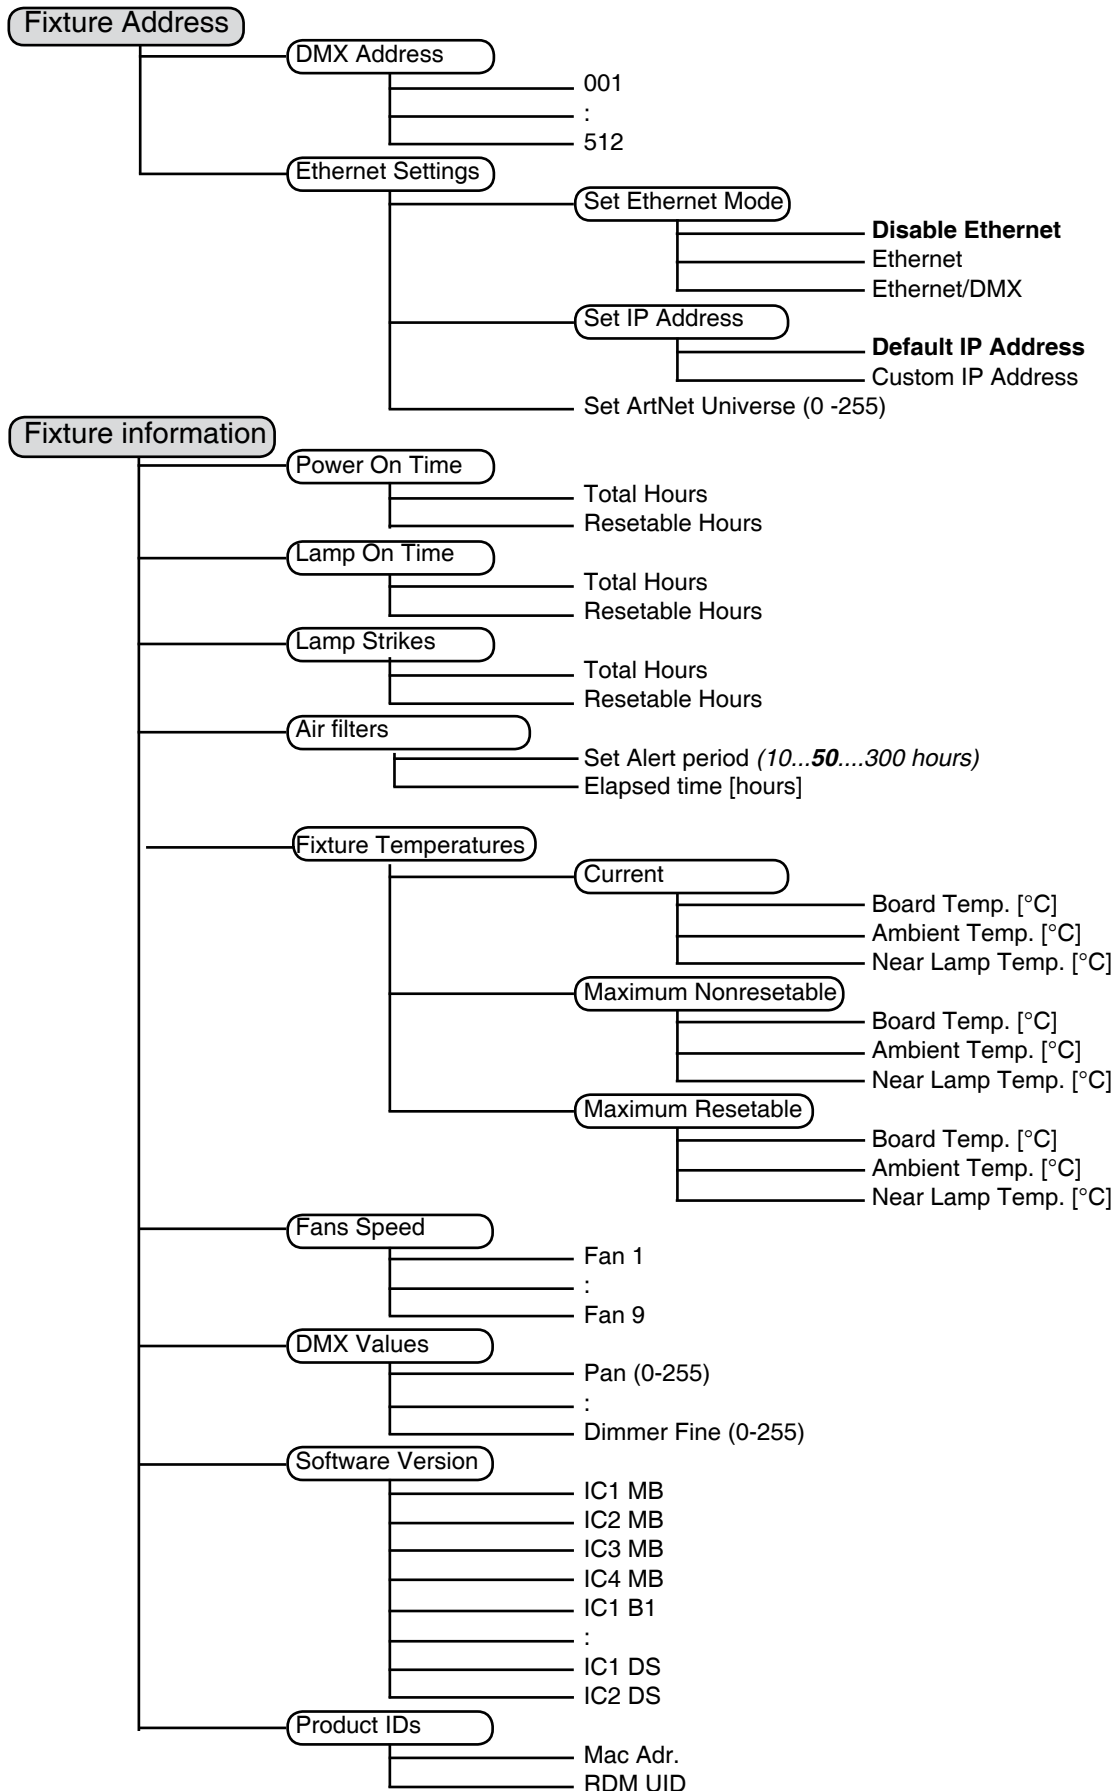 Fixture Address
DMX Address
001
:
512
Ethernet Settings
Set Ethernet Mode
Disable Ethernet
Ethernet
Ethernet/DMX
Set IP Address
Default IP Address
Custom IP Address
Set ArtNet Universe (0 -255)
Fixture information
Power On Time
Total Hours
Resetable Hours
Lamp On Time
Total Hours
Resetable Hours
Lamp Strikes
Total Hours
Resetable Hours
Air filters
Set Alert period (10...50....300 hours)
Elapsed time [hours]
Fixture Temperatures
Current
Board Temp. [°C]
Ambient Temp. [°C]
Near Lamp Temp. [°C]
Maximum Nonresetable
Board Temp. [°C]
Ambient Temp. [°C]
Near Lamp Temp. [°C]
Maximum Resetable
Board Temp. [°C]
Ambient Temp. [°C]
Near Lamp Temp. [°C]
Fans Speed
Fan 1
:
Fan 9
DMX Values
Pan (0-255)
:
Dimmer Fine (0-255)
Software Version
IC1 MB
IC2 MB
IC3 MB
IC4 MB
IC1 B1
:
IC1 DS
IC2 DS
Product IDs
Mac Adr.
RDM UID